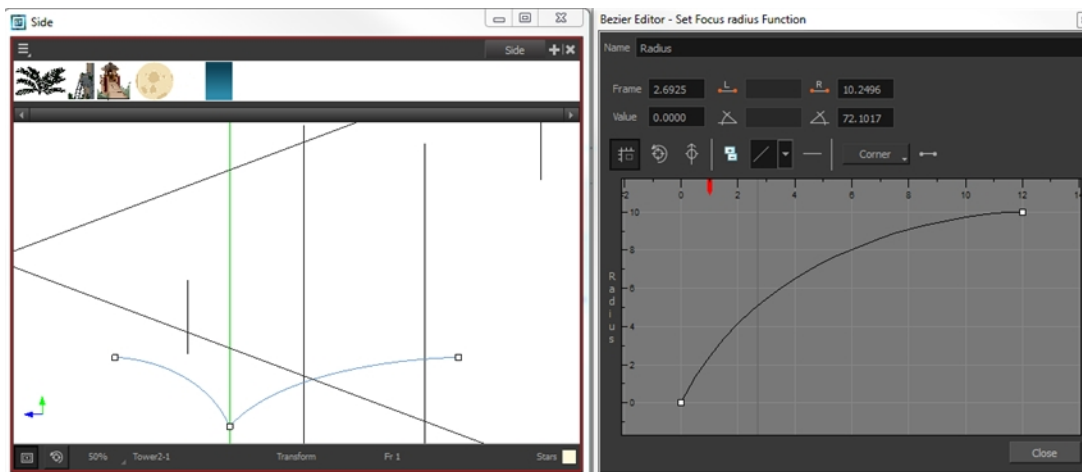 Side
Side
50%
Tower2-1
Transform
Fr 1
Stars
Bezier Editor - Set Focus radius Function
Name Radius
Frame 2.6925 L R 10.2496
Value 0.0000 72.1017
Corner
-2 0 2 4 6 8 10 12 14
10
8
6
4
2
0
Radius
Close